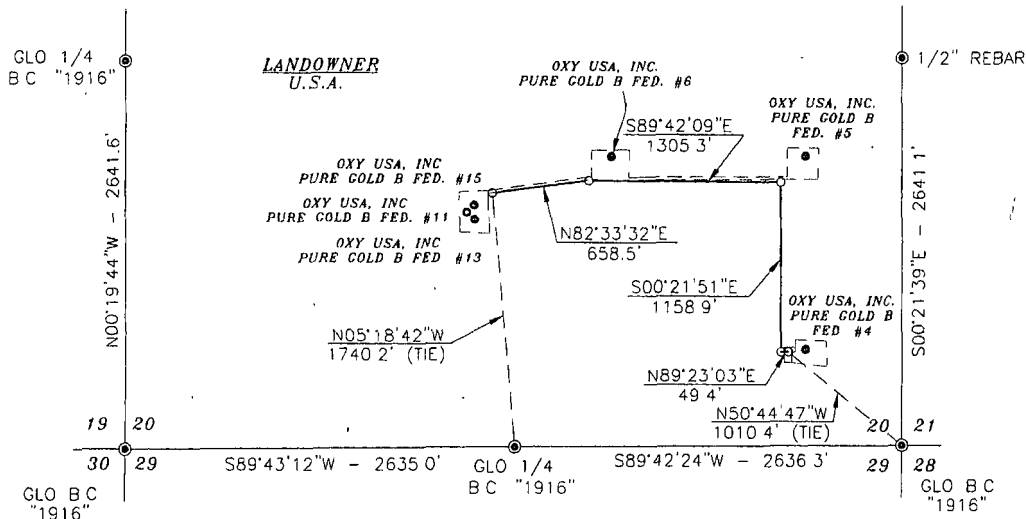 GLO 1/4
B C "1916"
LANDOWNER
U.S.A.
OXY USA, INC.
PURE GOLD B FED. #6
1/2" REBAR
OXY USA, INC.
PURE GOLD B
FED. #5
S89°42'09"E
1305 3'
OXY USA, INC
PURE GOLD B FED. #15
OXY USA, INC
PURE GOLD B FED. #11
OXY USA, INC
PURE GOLD B FED #13
N82°33'32"E
658.5'
N00°19'44"W - 2641.6'
S00°21'39"E - 2641 1'
S00°21'51"E
1158 9'
OXY USA, INC.
PURE GOLD B
FED #4
N05°18'42"W
1740 2' (TIE)
N89°23'03"E
49 4'
N50°44'47"W
1010 4' (TIE)
19 20
20 21
30 29
S89°43'12"W - 2635 0'
GLO 1/4
B C "1916"
S89°42'24"W - 2636 3'
29 28
GLO B C
"1916"
GLO BC
"1916"